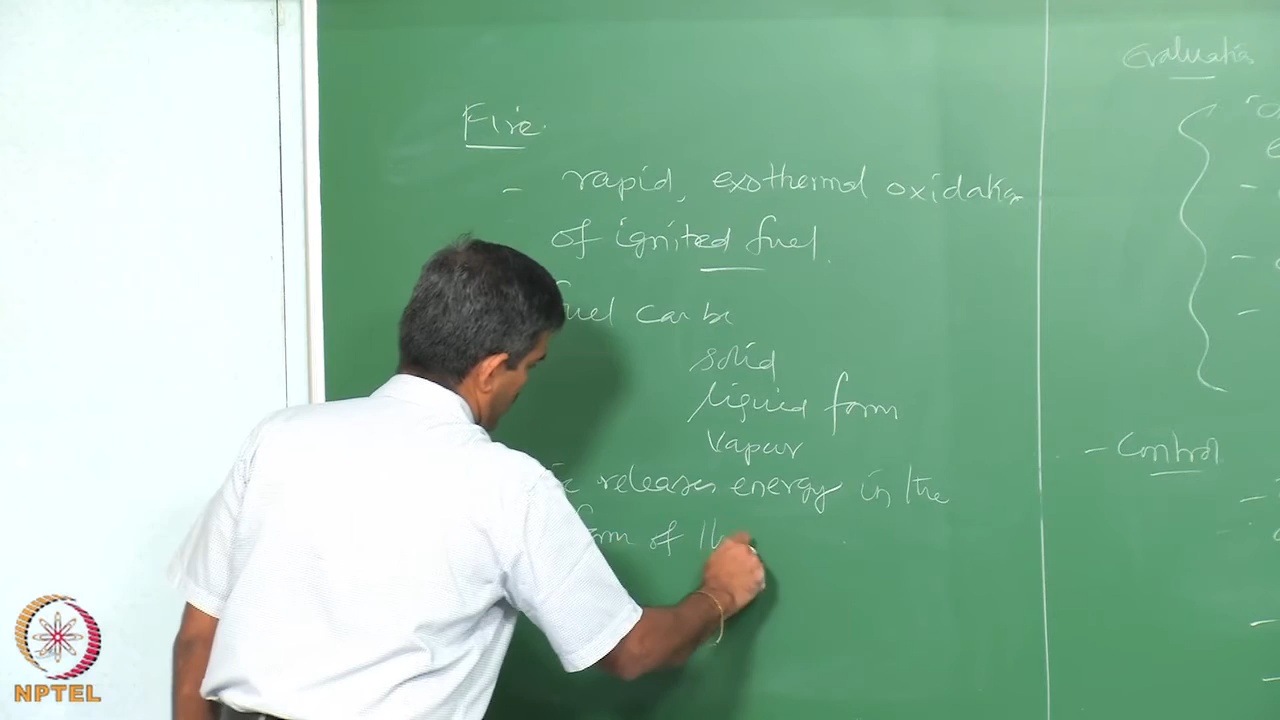 Fire.
- rapid, exothermal oxidation
of ignited fuel.
fuel can be
solid
liquid form
Vapour
releases energy in the
form of
Evaluation
- Control
NPTEL